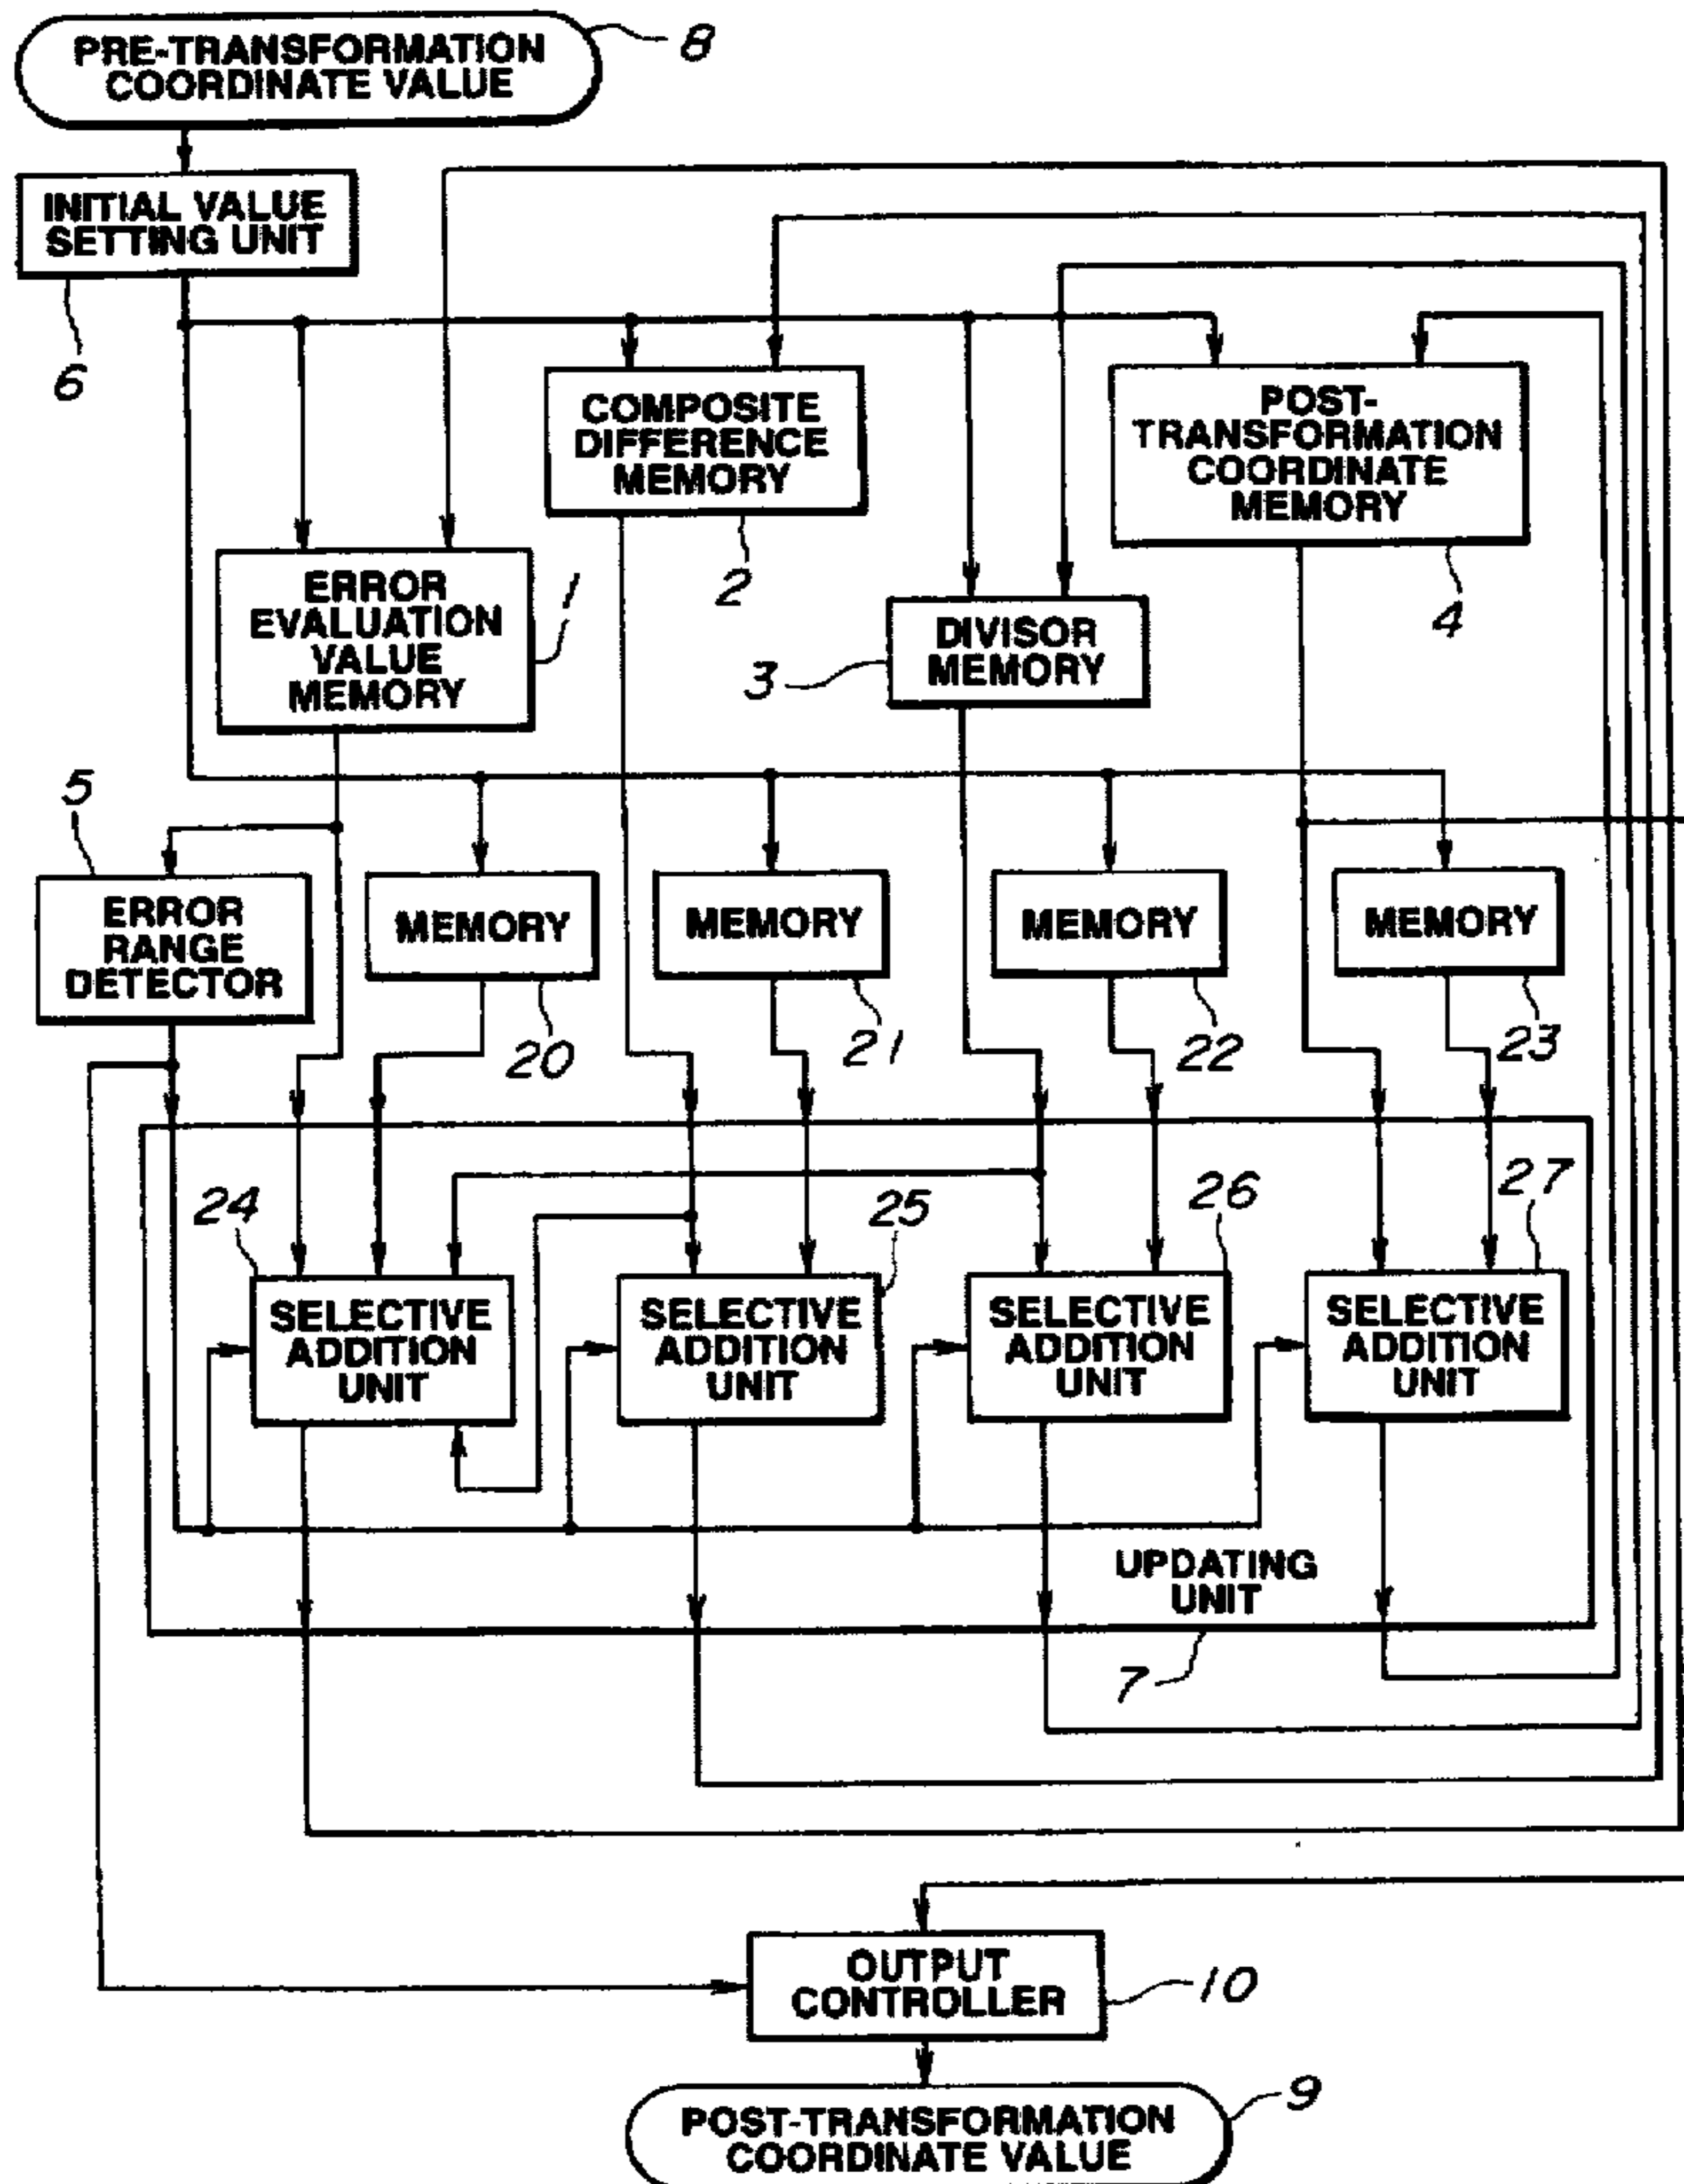 PRE-TRANSFORMATION
COORDINATE VALUE
8
INITIAL VALUE
SETTING UNIT
6
COMPOSITE
DIFFERENCE
MEMORY
2
POST-
TRANSFORMATION
COORDINATE
MEMORY
4
ERROR
EVALUATION
VALUE
MEMORY
1
DIVISOR
MEMORY
3
5
ERROR
RANGE
DETECTOR
MEMORY
20
MEMORY
21
MEMORY
22
MEMORY
23
24
SELECTIVE
ADDITION
UNIT
25
SELECTIVE
ADDITION
UNIT
26
SELECTIVE
ADDITION
UNIT
27
SELECTIVE
ADDITION
UNIT
UPDATING
UNIT
7
OUTPUT
CONTROLLER
10
POST-TRANSFORMATION
COORDINATE VALUE
9